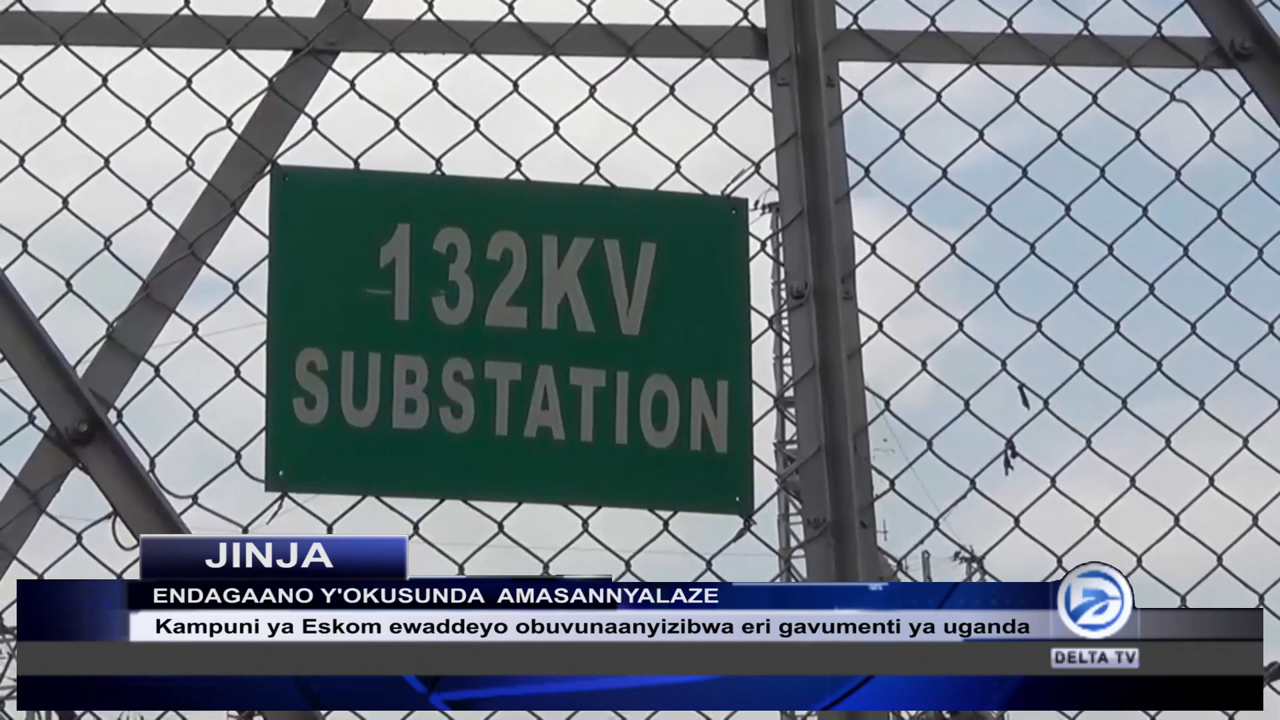 132KV
SUBSTATION
JINJA
ENDAGAANO Y'OKUSUNDA AMASANNYALAZE
Kampuni ya Eskom ewaddeyo obuvunaanyizibwa eri gavumenti ya uganda
DELTA TV